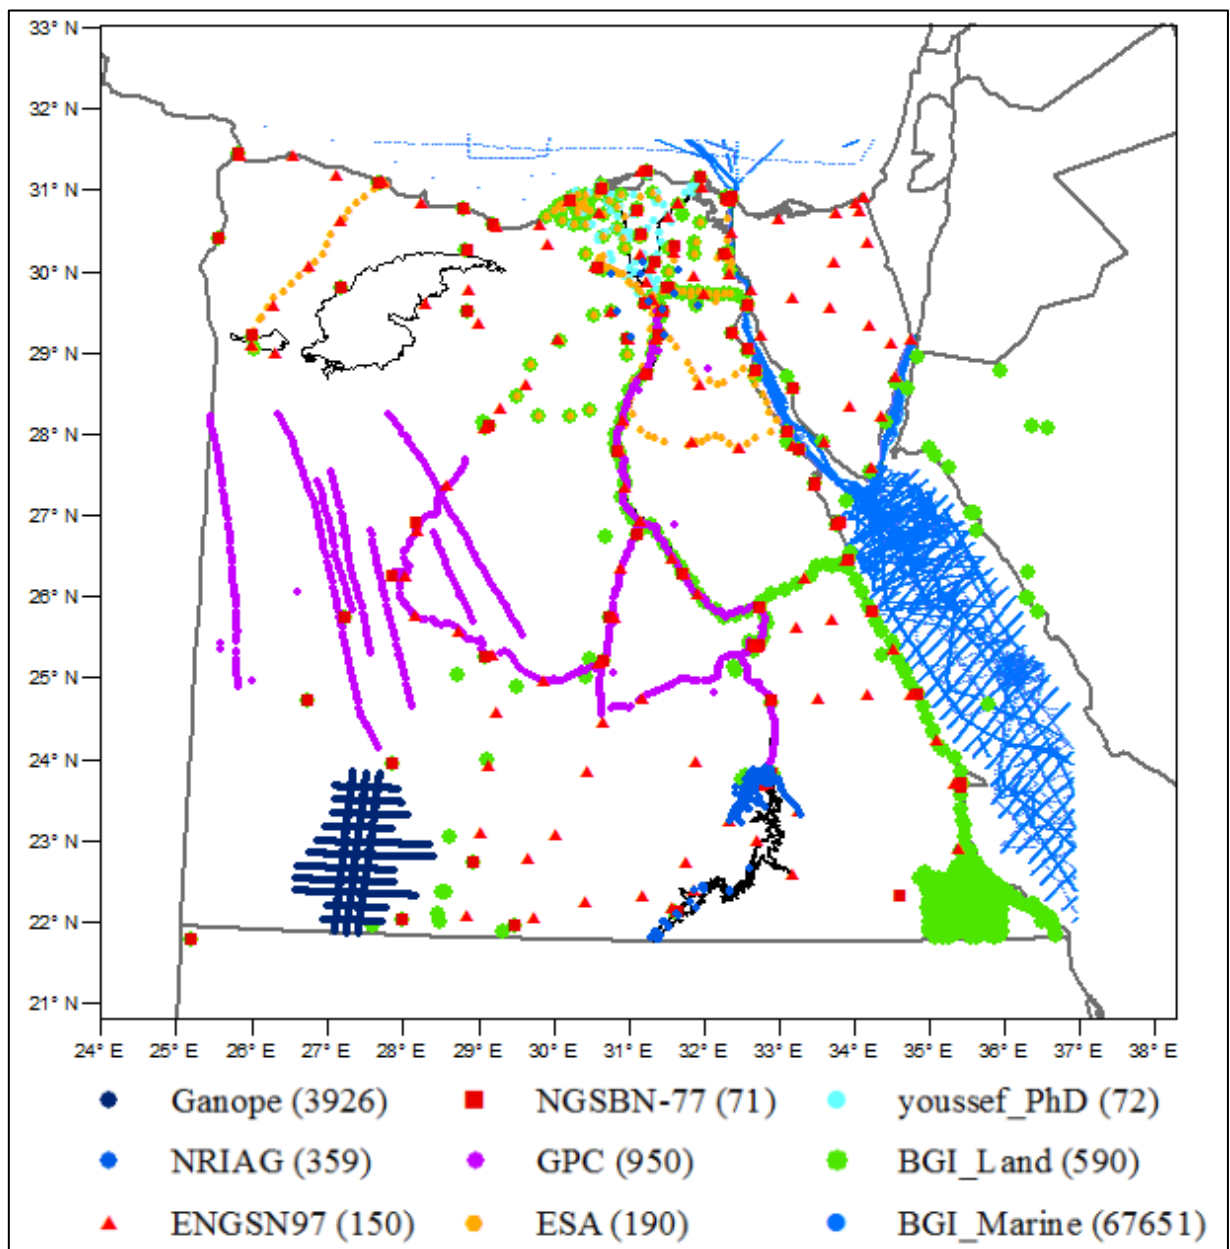 33° N
32° N
31° N
30° N
29° N
28° N
27° N
26° N
25° N
24° N
23° N
22° N
21° N
24° E 25° E 26° E 27° E 28° E 29° E 30° E 31° E 32° E 33° E 34° E 35° E 36° E 37° E 38° E
Ganope (3926) NGSBN-77 (71) youssef_PhD (72)
NRIAG (359) GPC (950) BGI_Land (590)
ENGSN97 (150) ESA (190) BGI_Marine (67651)